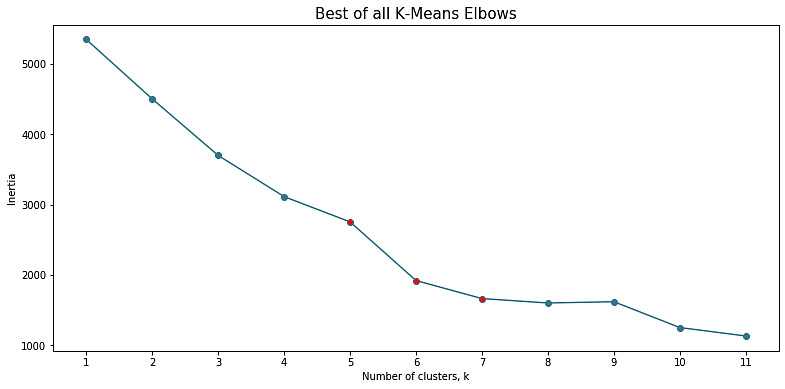 Best of all K-Means Elbows
Inertia
5000
4000
3000
2000
1000
1 2 3 4 5 6 7 8 9 10 11
Number of clusters, k